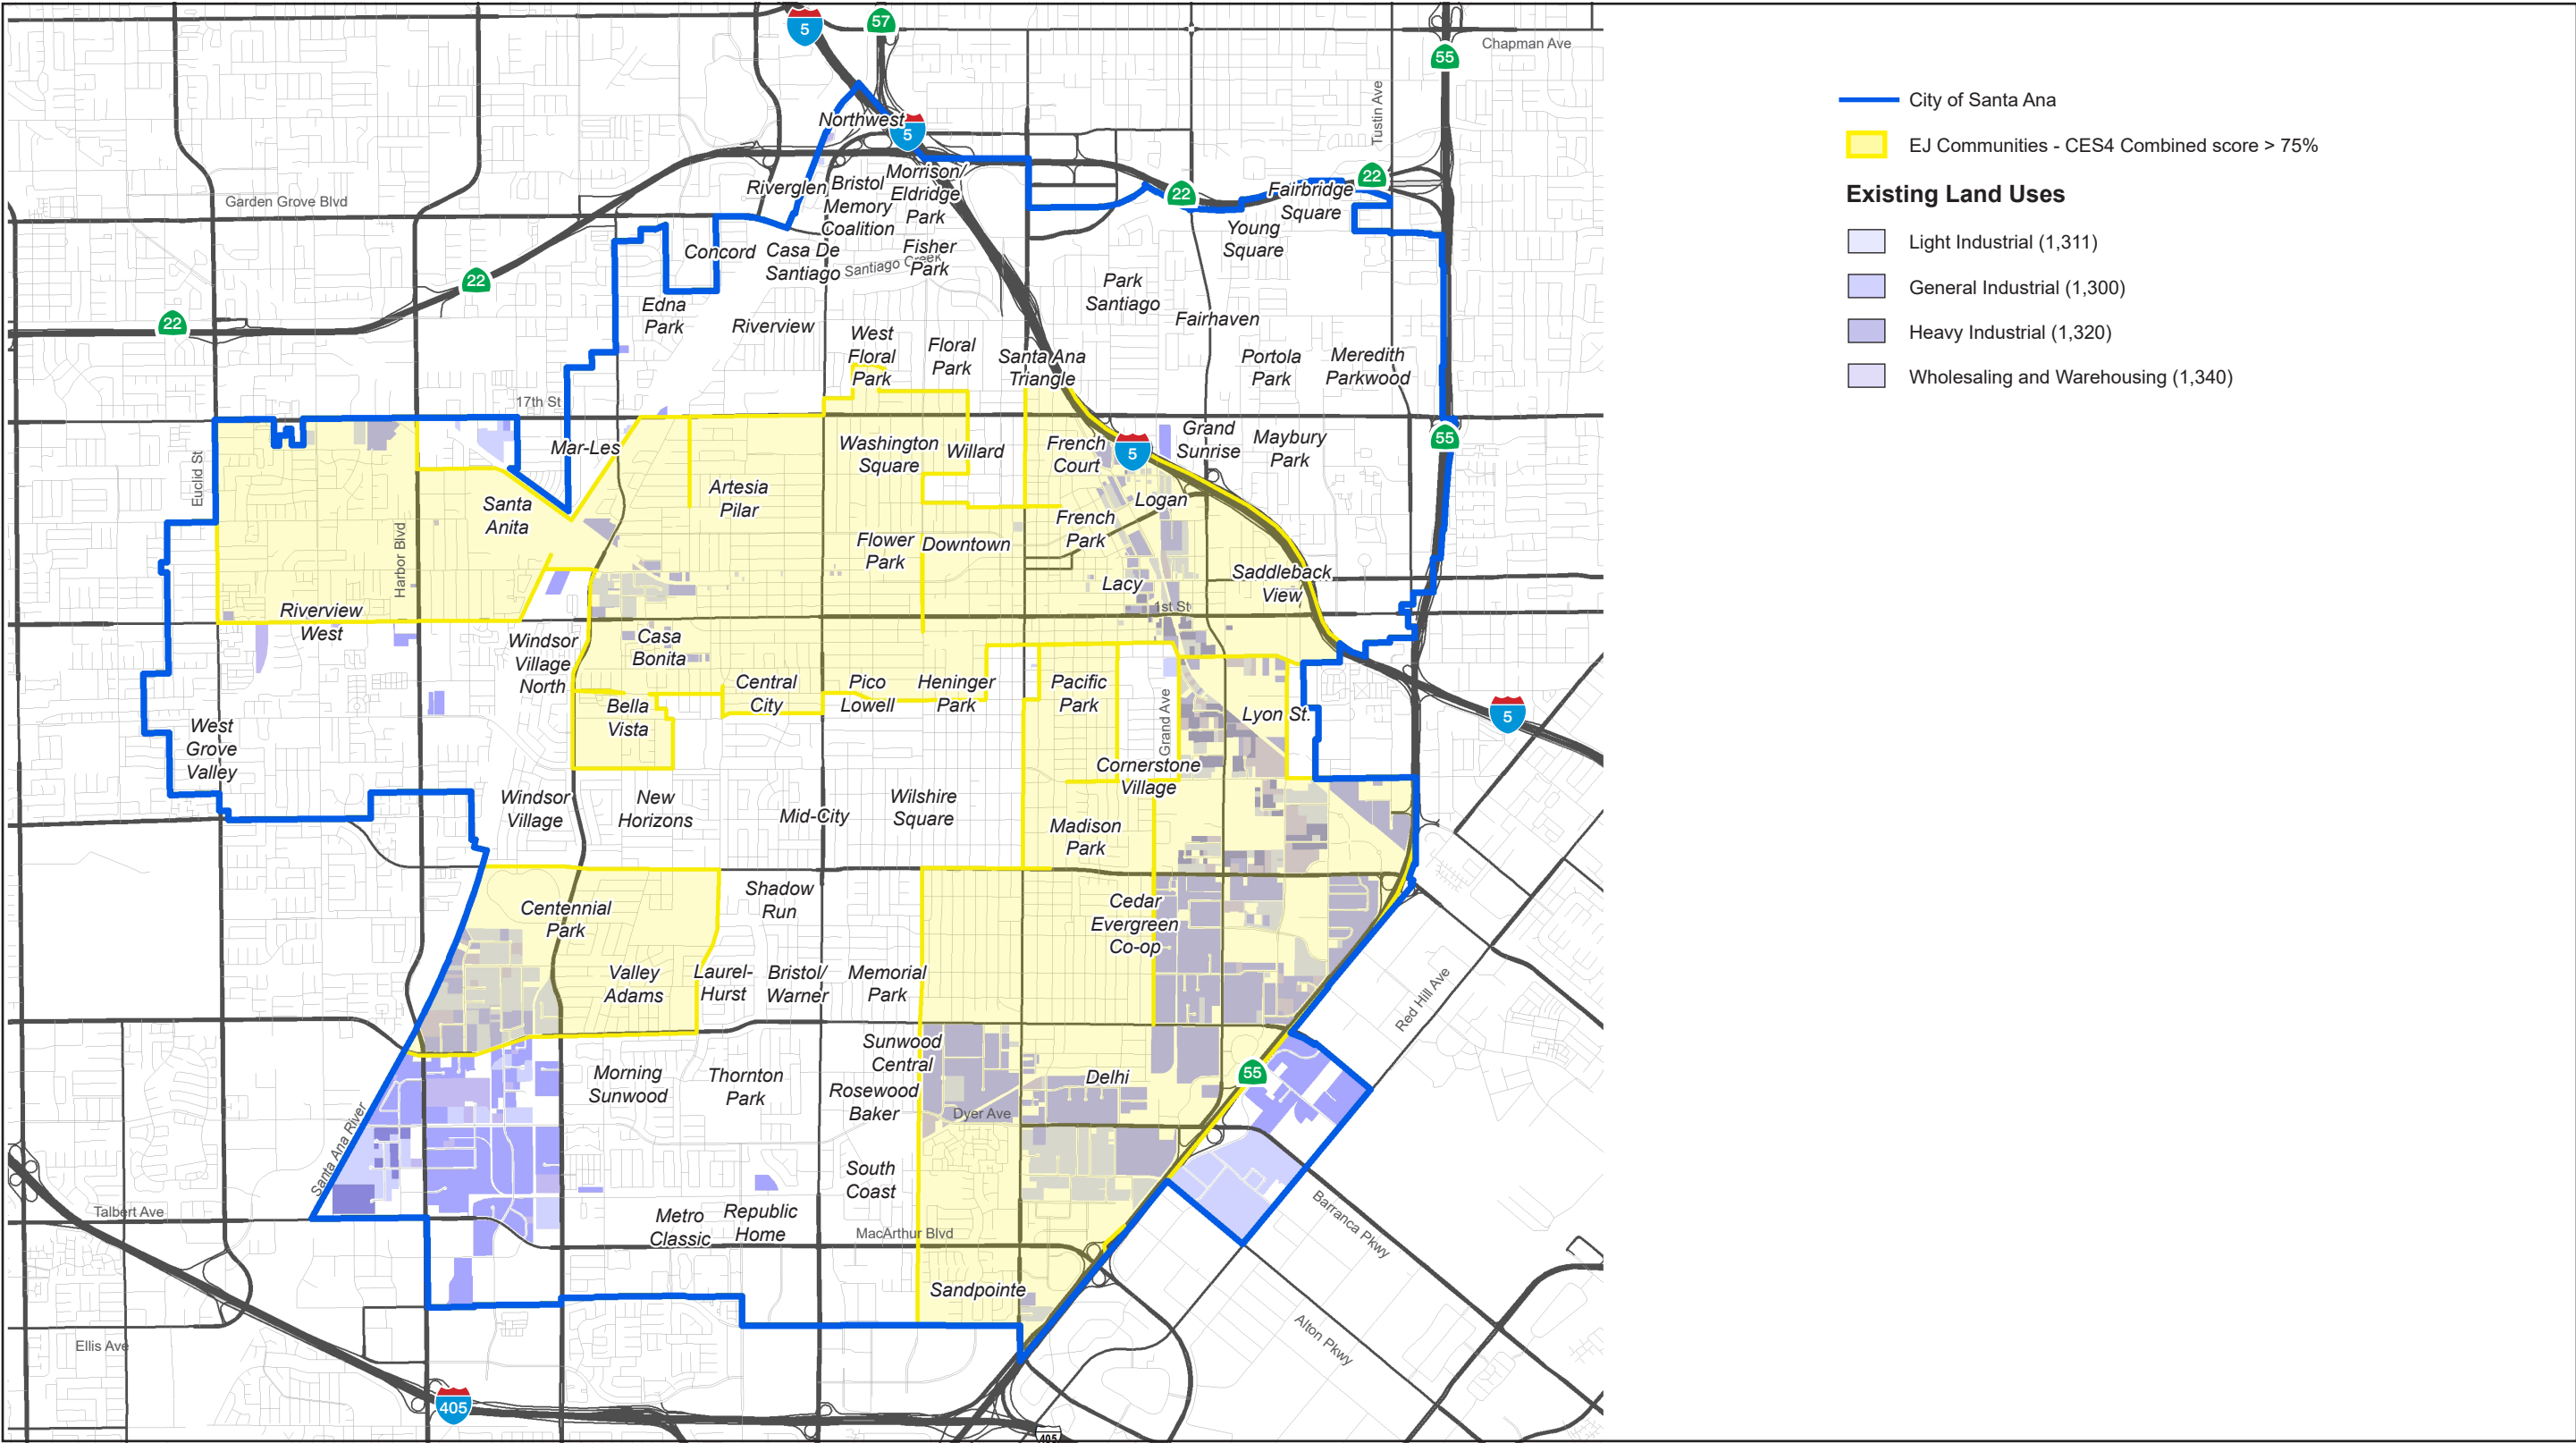 5
57
55
Chapman Ave
Tustin Ave
Northwest
5
22
22
Riverglen
Bristol
Memory
Coalition
Morrison/
Eldridge
Park
Fairbridge
Square
Garden Grove Blvd
Young
Square
Concord
Casa De
Santiago
Santiago Creek
Fisher
Park
22
22
Edna
Park
Riverview
Park
Santiago
Fairhaven
West
Floral
Park
Floral
Park
Santa Ana
Triangle
Portola
Park
Meredith
Parkwood
17th St
Mar-Les
Washington
Square
Willard
French
Court
5
Grand
Sunrise
Maybury
Park
55
Euclid St
Santa
Anita
Artesia
Pilar
Logan
Harbor Blvd
Flower
Park
Downtown
French
Park
Lacy
Saddleback
View
1st St
Riverview
West
Windsor
Village
North
Casa
Bonita
Central
City
Pico
Lowell
Heninger
Park
Pacific
Park
Grand Ave
Lyon St.
5
Bella
Vista
West
Grove
Valley
Cornerstone
Village
Windsor
Village
New
Horizons
Mid-City
Wilshire
Square
Madison
Park
Shadow
Run
Centennial
Park
Cedar
Evergreen
Co-op
Valley
Adams
Laurel-
Hurst
Bristol/
Warner
Memorial
Park
Red Hill Ave
Sunwood
Central
Morning
Sunwood
Thornton
Park
Rosewood
Baker
Delhi
55
Dyer Ave
Santa Ana River
South
Coast
Talbert Ave
Metro
Classic
Republic
Home
MacArthur Blvd
Barranca Pkwy
Sandpointe
Alton Pkwy
Ellis Ave
405
405
City of Santa Ana
EJ Communities - CES4 Combined score > 75%
Existing Land Uses
Light Industrial (1,311)
General Industrial (1,300)
Heavy Industrial (1,320)
Wholesaling and Warehousing (1,340)